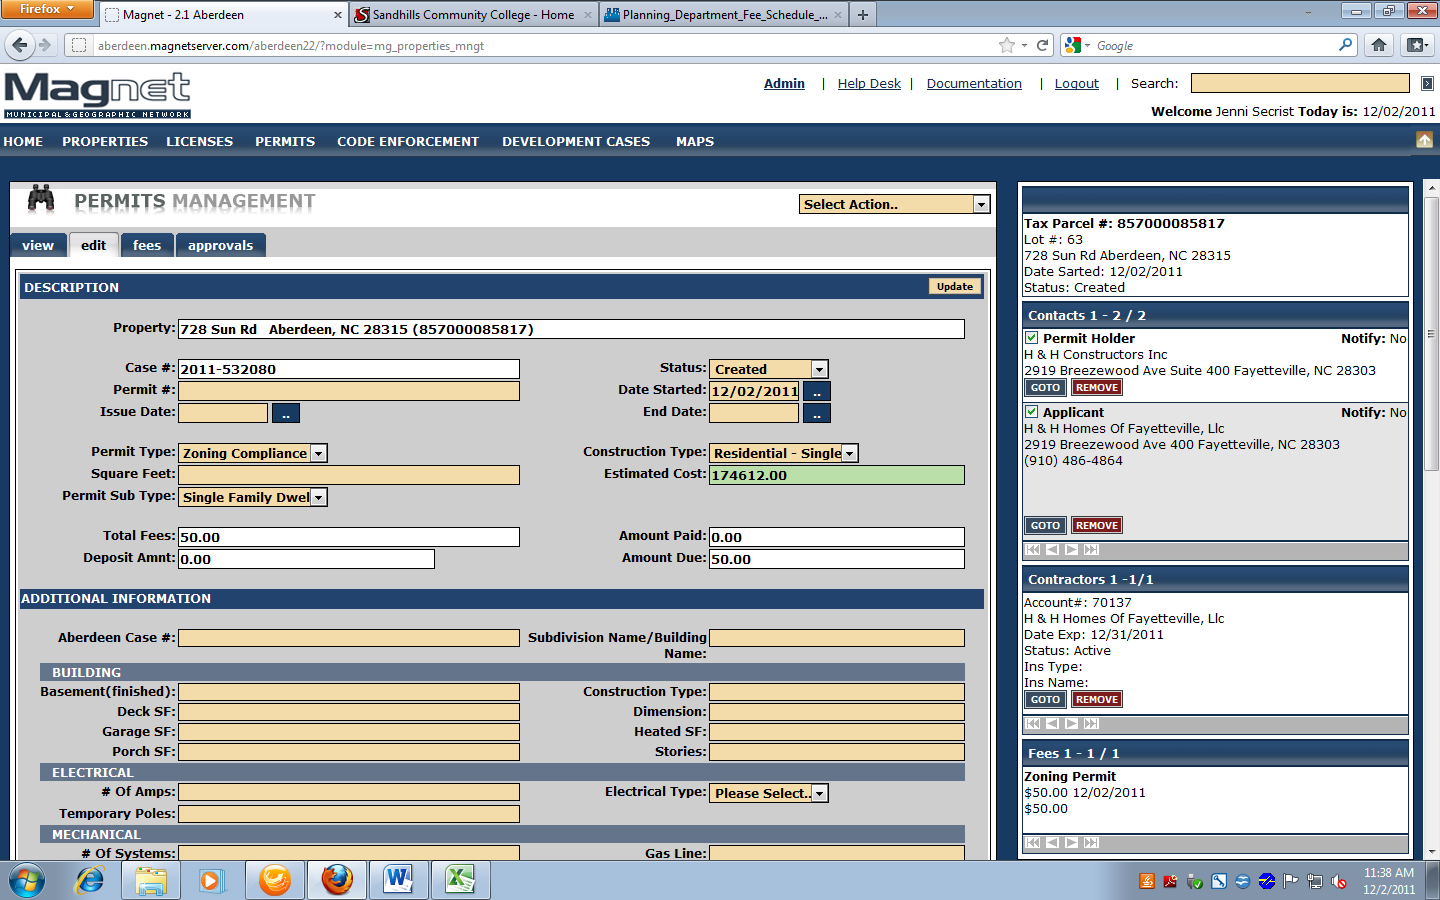 Firefox
Magnet - 2.1 Aberdeen
Sandhills Community College - Home
Planning_Department_Fee_Schedule_...
aberdeen.magnetserver.com/aberdeen22/?module=mg_properties_mngt
Google
Magnet
MUNICIPAL & GEOGRAPHIC NETWORK
Admin | Help Desk | Documentation | Logout | Search:
Welcome Jenni Secrist Today is: 12/02/2011
HOME PROPERTIES LICENSES PERMITS CODE ENFORCEMENT DEVELOPMENT CASES MAPS
PERMITS MANAGEMENT
Select Action..
view edit fees approvals
DESCRIPTION
Update
Property: 728 Sun Rd Aberdeen, NC 28315 (857000085817)
Case #: 2011-532080
Status: Created
Permit #:
Date Started: 12/02/2011 ..
Issue Date: ..
End Date: ..
Permit Type: Zoning Compliance
Construction Type: Residential - Single
Square Feet:
Estimated Cost: 174612.00
Permit Sub Type: Single Family Dwel
Total Fees: 50.00
Amount Paid: 0.00
Deposit Amnt: 0.00
Amount Due: 50.00
ADDITIONAL INFORMATION
Aberdeen Case #:
Subdivision Name/Building
Name:
BUILDING
Basement(finished):
Construction Type:
Deck SF:
Dimension:
Garage SF:
Heated SF:
Porch SF:
Stories:
ELECTRICAL
# Of Amps:
Electrical Type: Please Select..
Temporary Poles:
MECHANICAL
# Of Systems:
Gas Line:
Tax Parcel #: 857000085817
Lot #: 63
728 Sun Rd Aberdeen, NC 28315
Date Sarted: 12/02/2011
Status: Created
Contacts 1 - 2 / 2
Permit Holder Notify: No
H & H Constructors Inc
2919 Breezewood Ave Suite 400 Fayetteville, NC 28303
GOTO REMOVE
Applicant Notify: No
H & H Homes Of Fayetteville, Llc
2919 Breezewood Ave 400 Fayetteville, NC 28303
(910) 486-4864
GOTO REMOVE
Contractors 1 -1/1
Account#: 70137
H & H Homes Of Fayetteville, Llc
Date Exp: 12/31/2011
Status: Active
Ins Type:
Ins Name:
GOTO REMOVE
Fees 1 - 1 / 1
Zoning Permit
$50.00 12/02/2011
$50.00
11:38 AM
12/2/2011